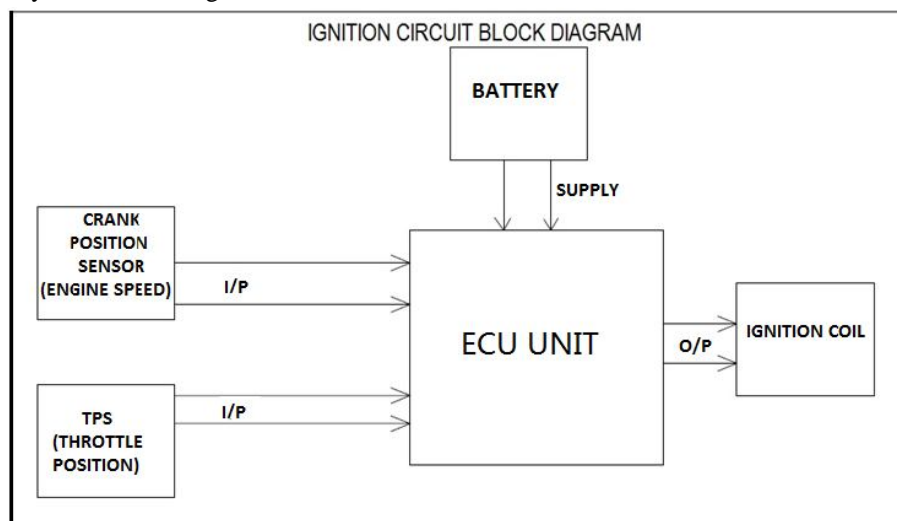 IGNITION CIRCUIT BLOCK DIAGRAM
BATTERY
SUPPLY
CRANK
POSITION
SENSOR
(ENGINE SPEED)
I/P
ECU UNIT
O/P
IGNITION COIL
TPS
(THROTTLE
POSITION)
I/P